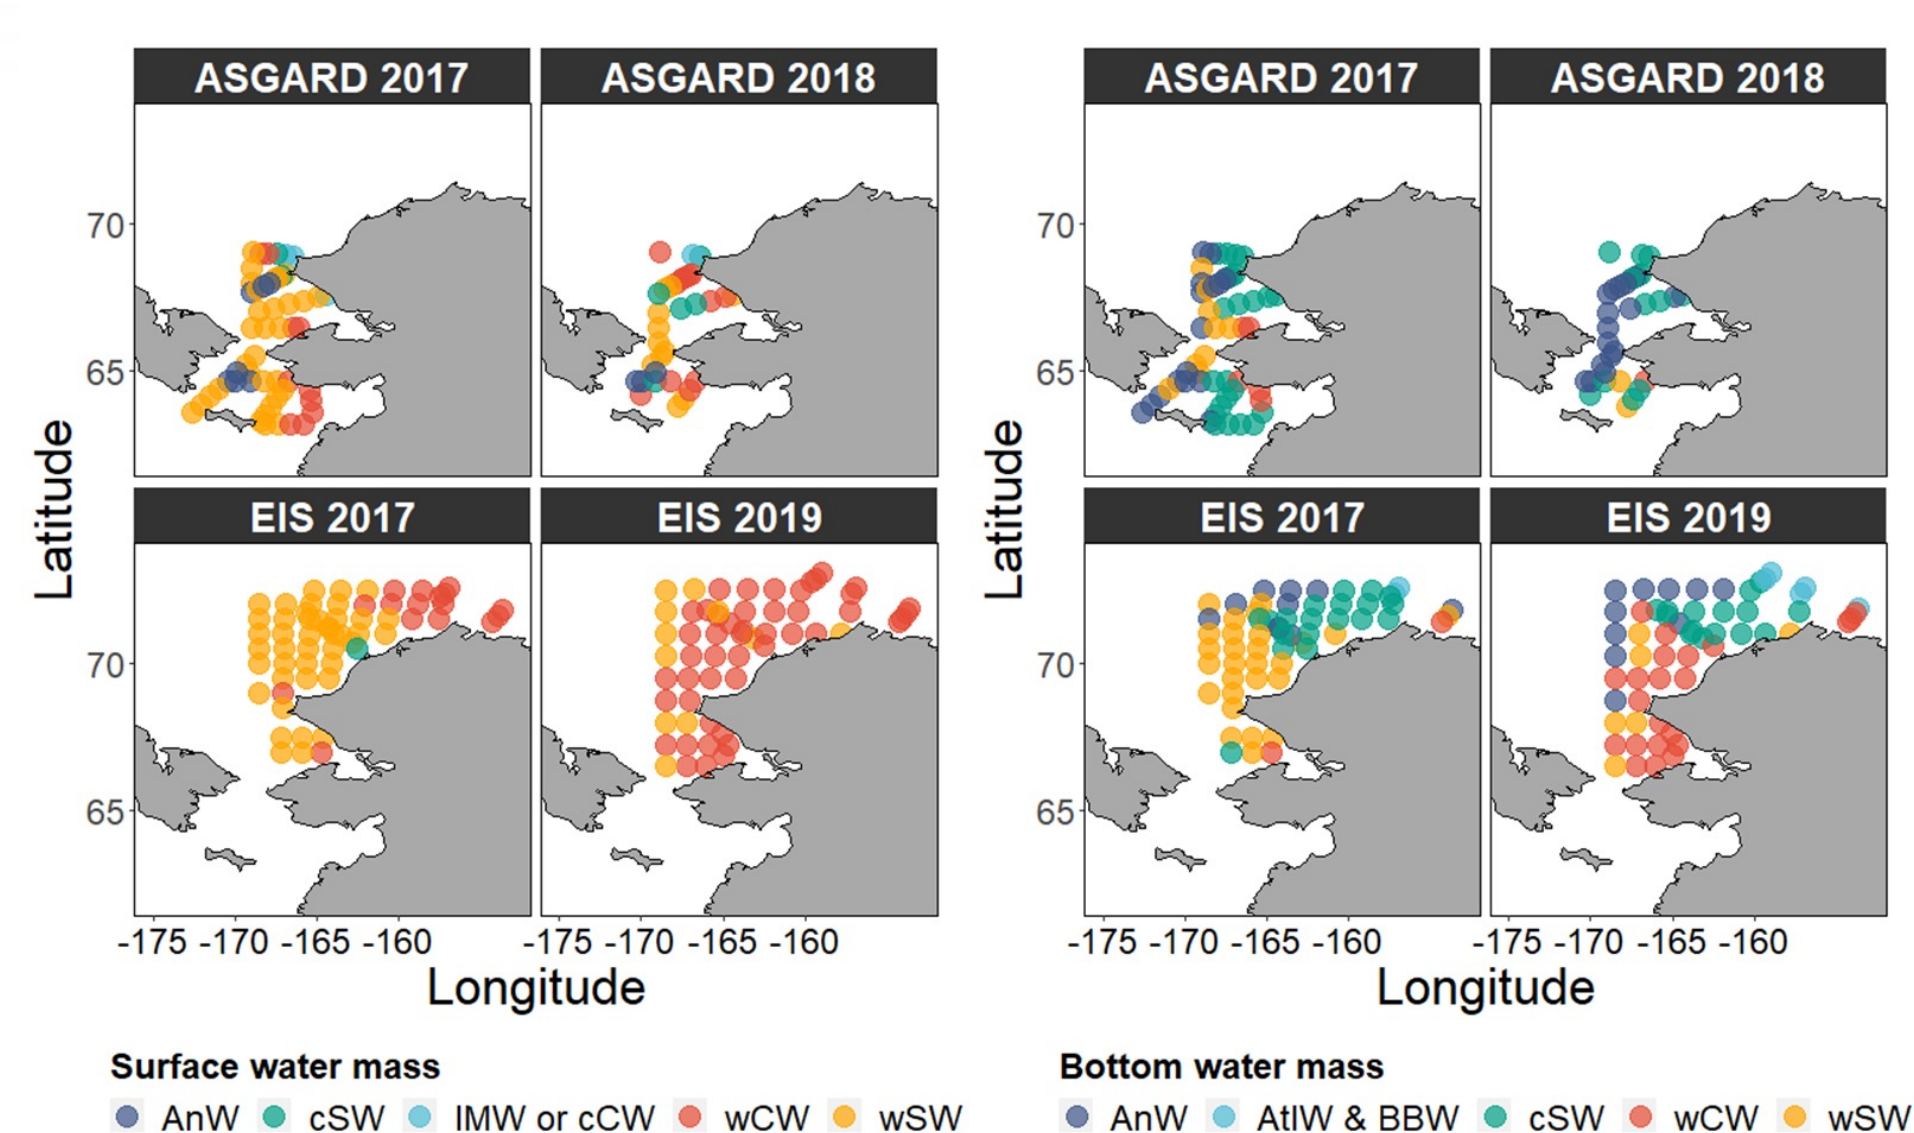 ASGARD 2017
ASGARD 2018
70
65
EIS 2017
EIS 2019
70
65
Latitude
-175 -170 -165 -160
-175 -170 -165 -160
Longitude
Surface water mass
AnW cSW IMW or cCW wCW wSW
ASGARD 2017
ASGARD 2018
70
65
EIS 2017
EIS 2019
70
65
Latitude
-175 -170 -165 -160
-175 -170 -165 -160
Longitude
Bottom water mass
AnW AtlW & BBW cSW wCW wSW